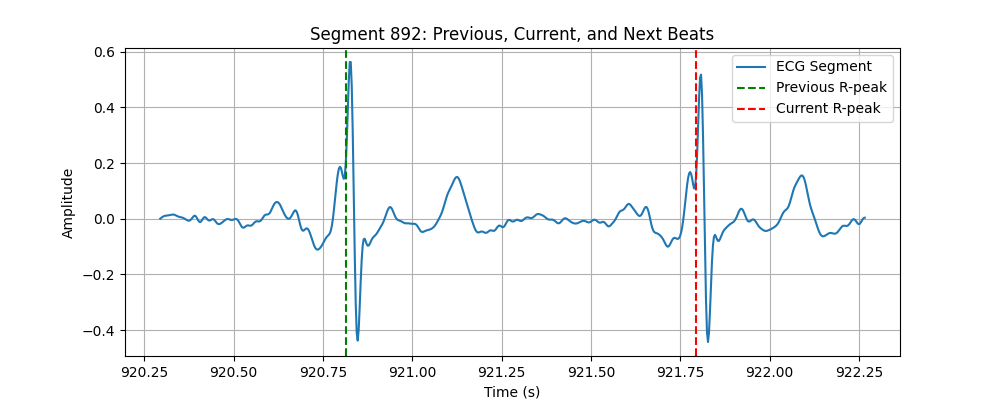 Segment 892: Previous, Current, and Next Beats
ECG Segment
Previous R-peak
Current R-peak
0.6
0.4
0.2
0.0
−0.2
−0.4
Amplitude
920.25 920.50 920.75 921.00 921.25 921.50 921.75 922.00 922.25
Time (s)